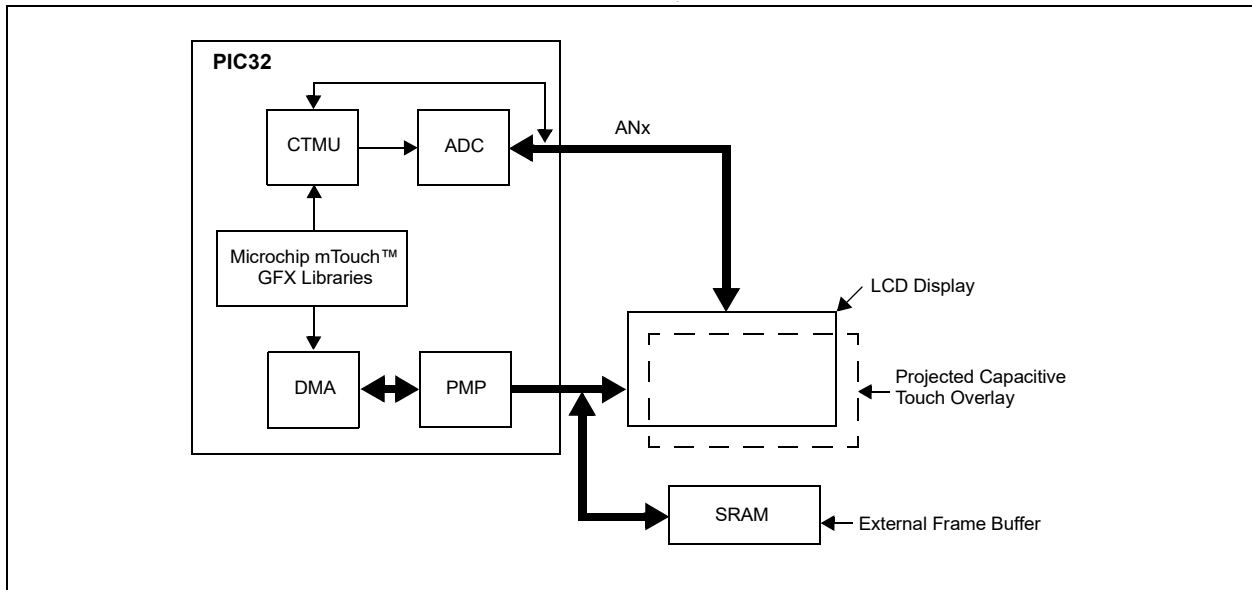 PIC32
CTMU
ADC
ANx
Microchip mTouch™
GFX Libraries
LCD Display
DMA
PMP
Projected Capacitive
Touch Overlay
SRAM
External Frame Buffer